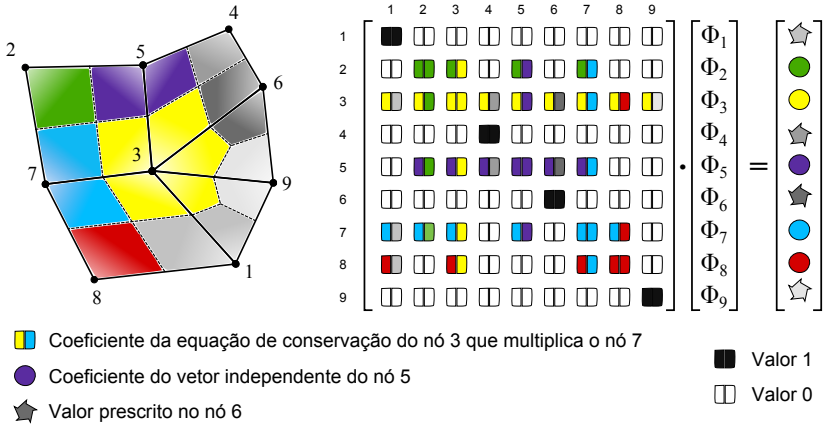 1 2 3 4 5 6 7 8 9
4
2
5
6
3
7
9
1
8
1 Φ1
2 Φ2
3 Φ3
4 Φ4
5 Φ5
6 Φ6
7 Φ7
8 Φ8
9 Φ9
· =
Coeficiente da equação de conservação do nó 3 que multiplica o nó 7
Coeficiente do vetor independente do nó 5
Valor prescrito no nó 6
Valor 1
Valor 0